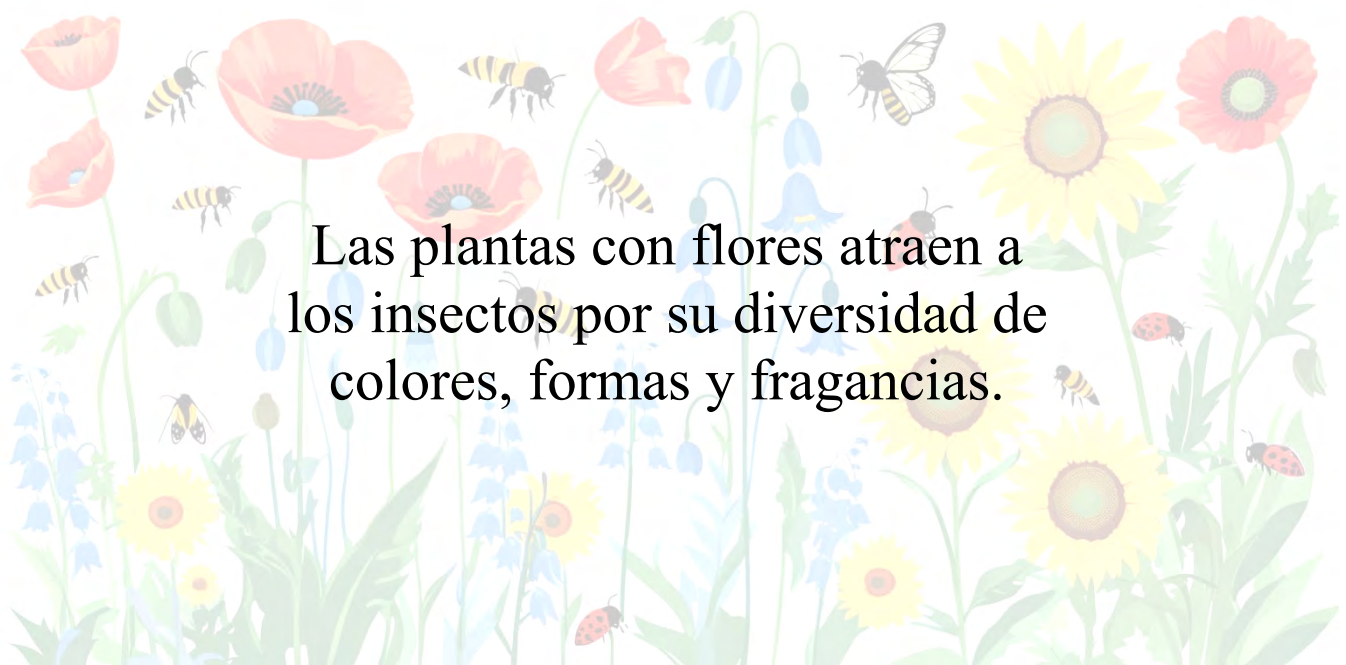 Las plantas con flores atraen a
los insectos por su diversidad de
colores, formas y fragancias.